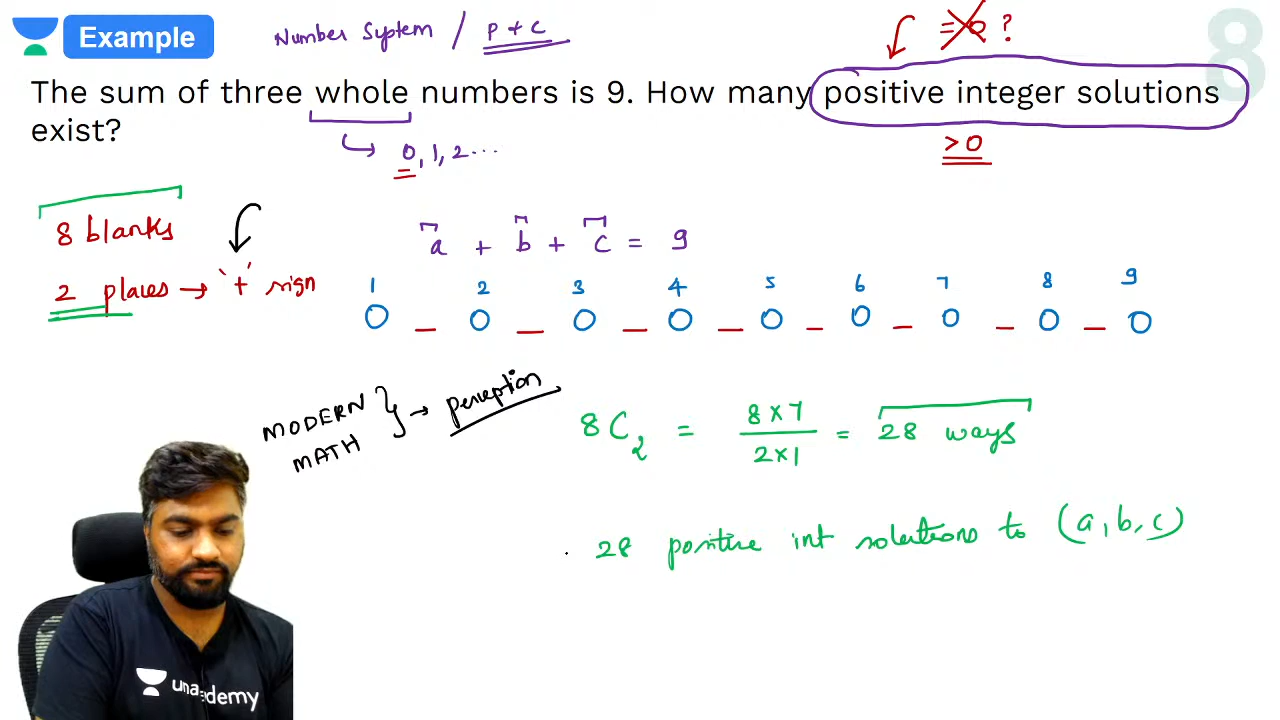 Example
Number System / P + C
= 0 ?
8
The sum of three whole numbers is 9. How many positive integer solutions
exist?
> 0
0, 1, 2 ...
8 blanks
a + b + c = 9
2 places → '+' sign
1 2 3 4 5 6 7 8 9
0 _ 0 _ 0 _ 0 _ 0 _ 0 _ 0 _ 0 _ 0
MODERN
MATH } → perception
8C2 = 8 × 7 / 2 × 1 = 28 ways
28 positive int solutions to (a, b, c)
unacademy